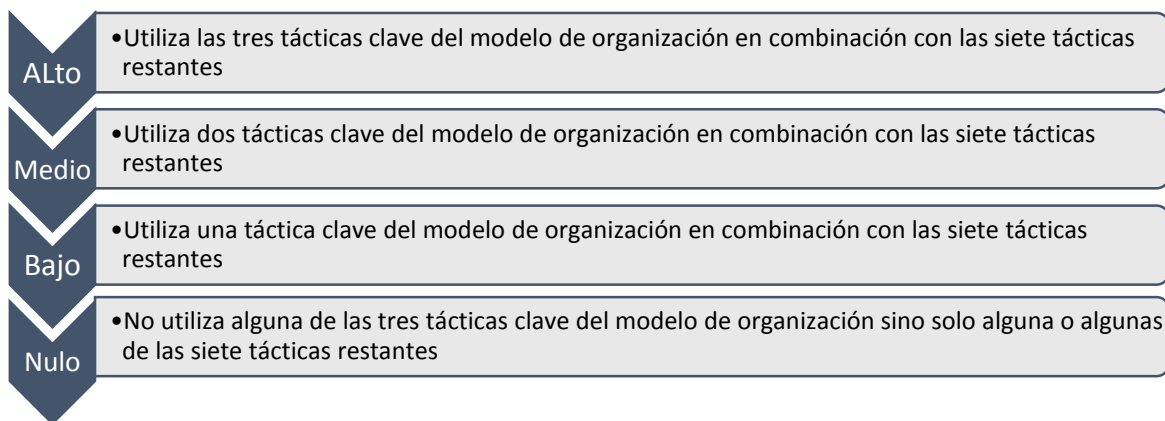 ALto
•Utiliza las tres tácticas clave del modelo de organización en combinación con las siete tácticas
restantes
Medio
•Utiliza dos tácticas clave del modelo de organización en combinación con las siete tácticas
restantes
Bajo
•Utiliza una táctica clave del modelo de organización en combinación con las siete tácticas
restantes
Nulo
•No utiliza alguna de las tres tácticas clave del modelo de organización sino solo alguna o algunas
de las siete tácticas restantes